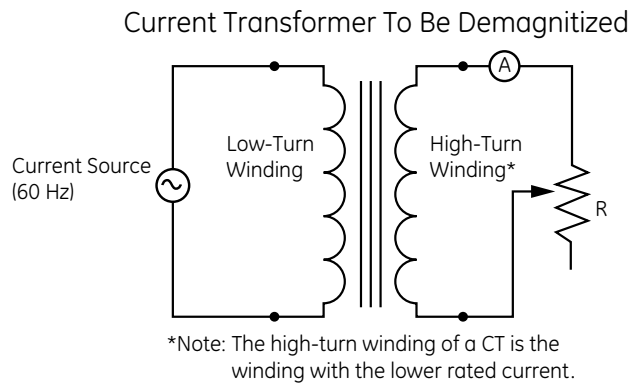 Current Transformer To Be Demagnitized
A
Low-Turn
Winding
High-Turn
Winding*
Current Source
(60 Hz)
R
*Note: The high-turn winding of a CT is the
winding with the lower rated current.